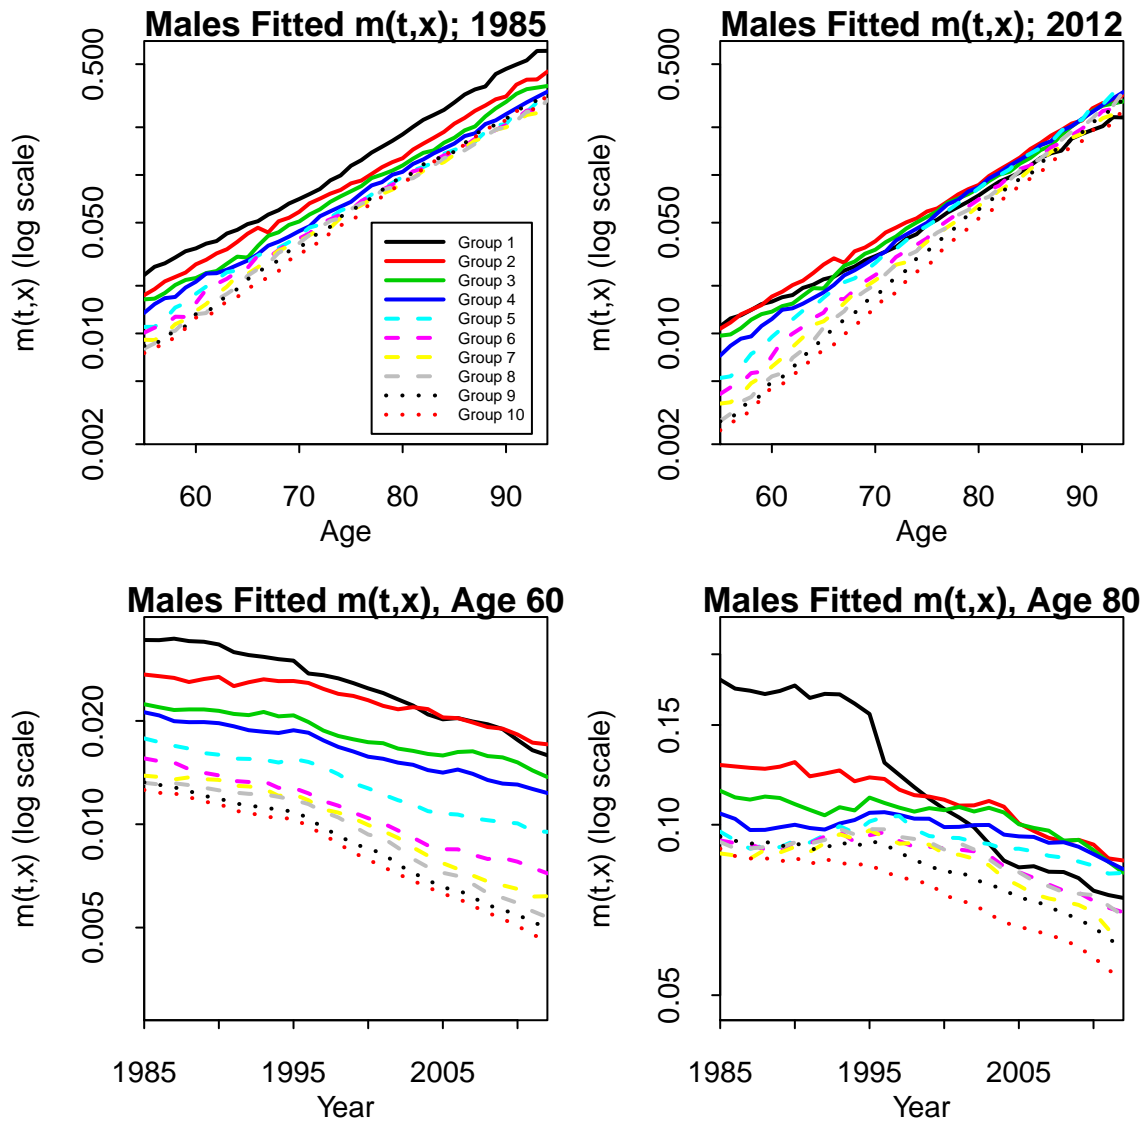 Males Fitted m(t,x); 1985
m(t,x) (log scale)
0.500
0.050
0.010
0.002
Group 1
Group 2
Group 3
Group 4
Group 5
Group 6
Group 7
Group 8
Group 9
Group 10
60 70 80 90
Age
Males Fitted m(t,x); 2012
m(t,x) (log scale)
0.500
0.050
0.010
0.002
60 70 80 90
Age
Males Fitted m(t,x), Age 60
m(t,x) (log scale)
0.020
0.010
0.005
1985 1995 2005
Year
Males Fitted m(t,x), Age 80
m(t,x) (log scale)
0.15
0.10
0.05
1985 1995 2005
Year